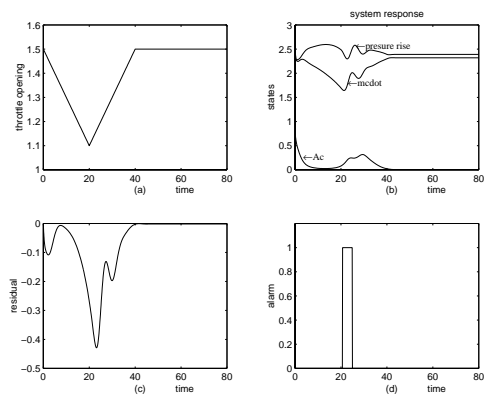 system response
1.6
1.5
1.4
1.3
1.2
1.1
1
throttle opening
0 20 40 60 80
(a) time
3
2.5
2
1.5
1
0.5
0
states
←presure rise
←mcdot
←Ac
0 20 40 60 80
(b) time
0
−0.1
−0.2
−0.3
−0.4
−0.5
residual
0 20 40 60 80
(c) time
1
0.8
0.6
0.4
0.2
0
alarm
0 20 40 60 80
(d) time